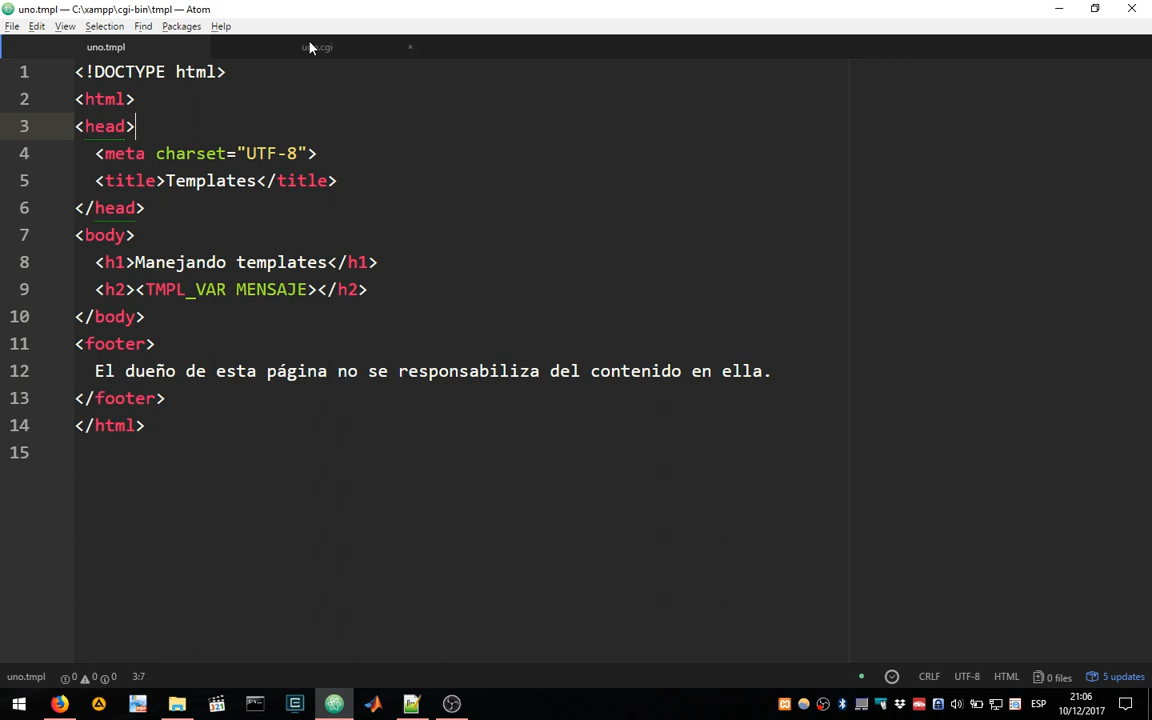 uno.tmpl — C:\xampp\cgi-bin\tmpl — Atom
File Edit View Selection Find Packages Help
uno.tmpl
1 <!DOCTYPE html>
2 <html>
3 <head>
4 <meta charset="UTF-8">
5 <title>Templates</title>
6 </head>
7 <body>
8 <h1>Manejando templates</h1>
9 <h2><TMPL_VAR MENSAJE></h2>
10 </body>
11 <footer>
12 El dueño de esta página no se responsabiliza del contenido en ella.
13 </footer>
14 </html>
15
uno.tmpl 0 0 0 3:7 CRLF UTF-8 HTML 0 files 5 updates
321 ESP 21:06
10/12/2017